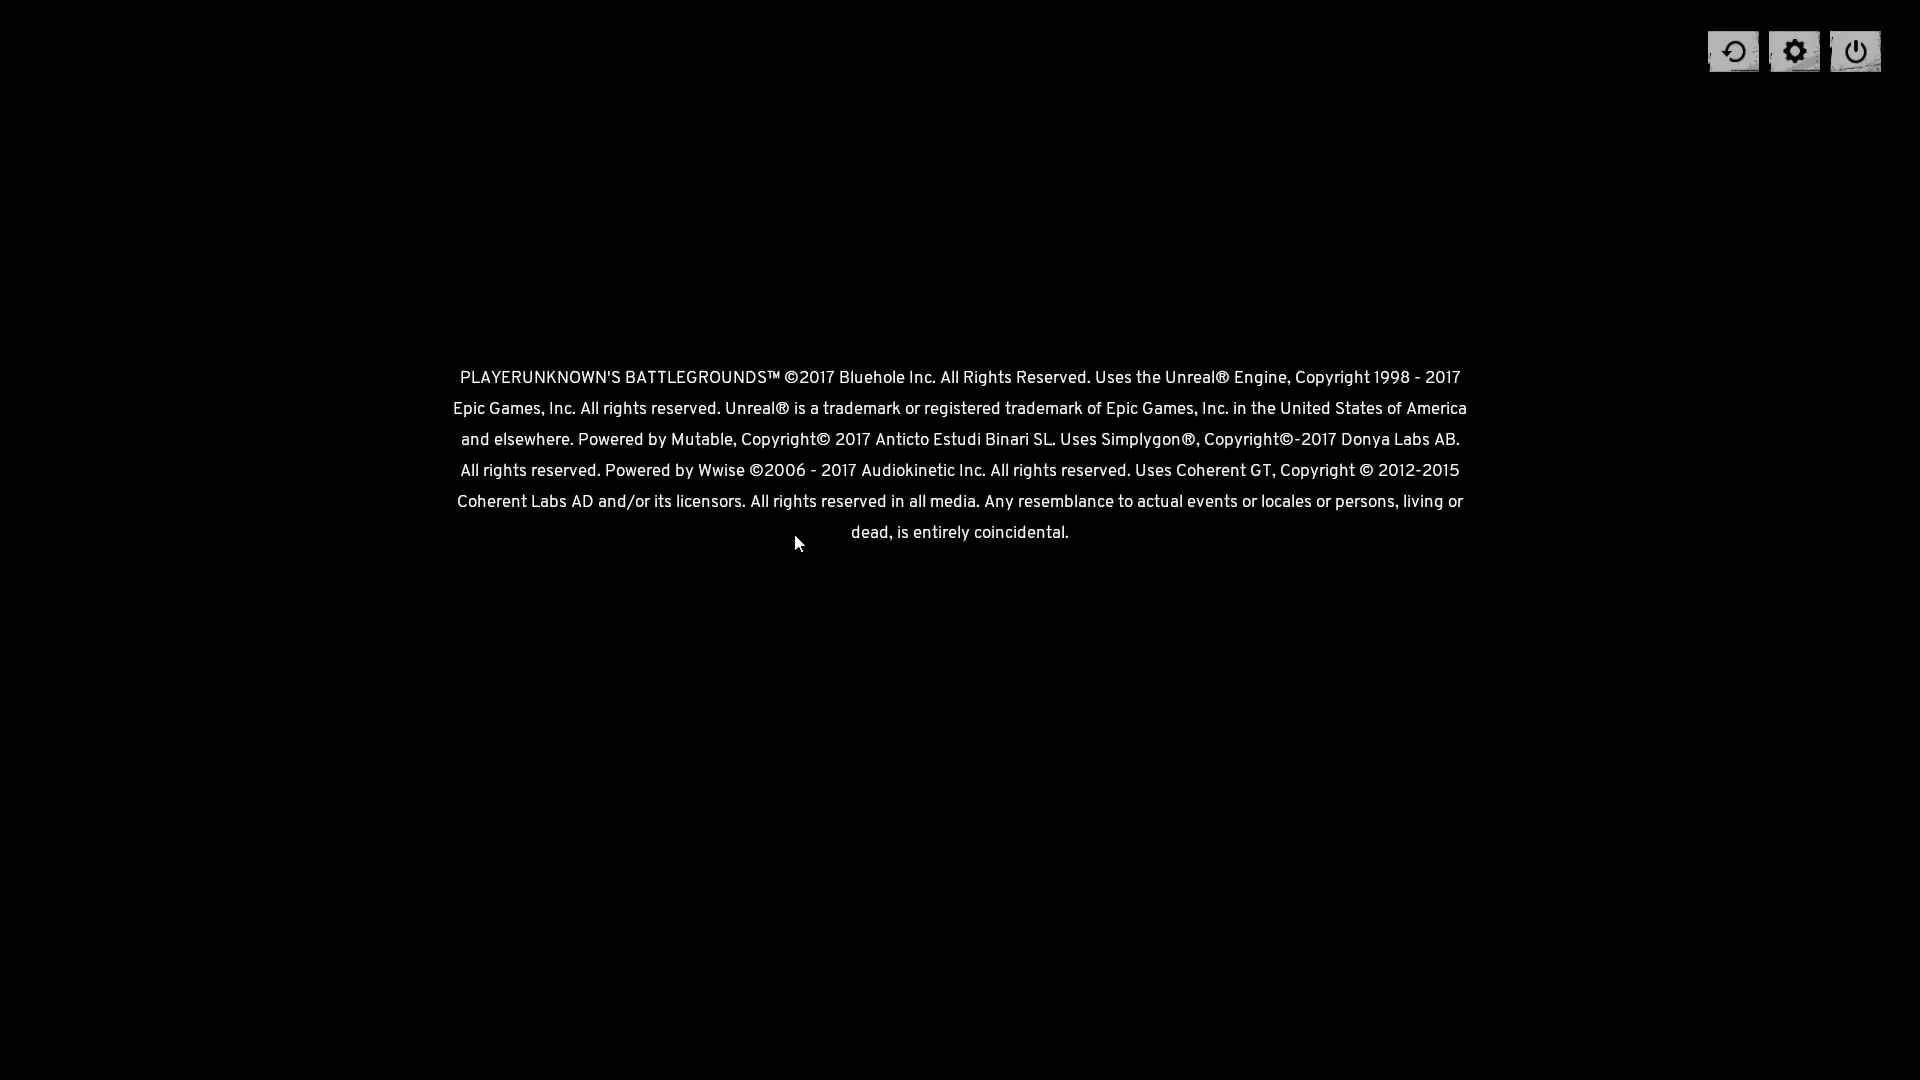 PLAYERUNKNOWN'S BATTLEGROUNDS™ ©2017 Bluehole Inc. All Rights Reserved. Uses the Unreal® Engine, Copyright 1998 - 2017
Epic Games, Inc. All rights reserved. Unreal® is a trademark or registered trademark of Epic Games, Inc. in the United States of America
and elsewhere. Powered by Mutable, Copyright© 2017 Anticto Estudi Binari SL. Uses Simplygon®, Copyright©-2017 Donya Labs AB.
All rights reserved. Powered by Wwise ©2006 - 2017 Audiokinetic Inc. All rights reserved. Uses Coherent GT, Copyright © 2012-2015
Coherent Labs AD and/or its licensors. All rights reserved in all media. Any resemblance to actual events or locales or persons, living or
dead, is entirely coincidental.